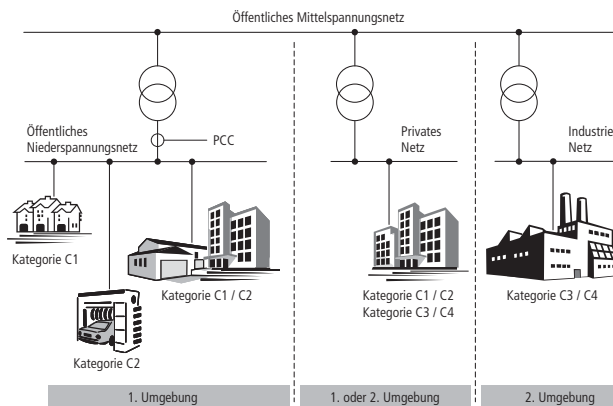 Öffentliches Mittelspannungsnetz
Öffentliches
Niederspannungsnetz
PCC
Privates
Netz
Industrie
Netz
Kategorie C1
Kategorie C1 / C2
Kategorie C1 / C2
Kategorie C3 / C4
Kategorie C3 / C4
Kategorie C2
1. Umgebung
1. oder 2. Umgebung
2. Umgebung